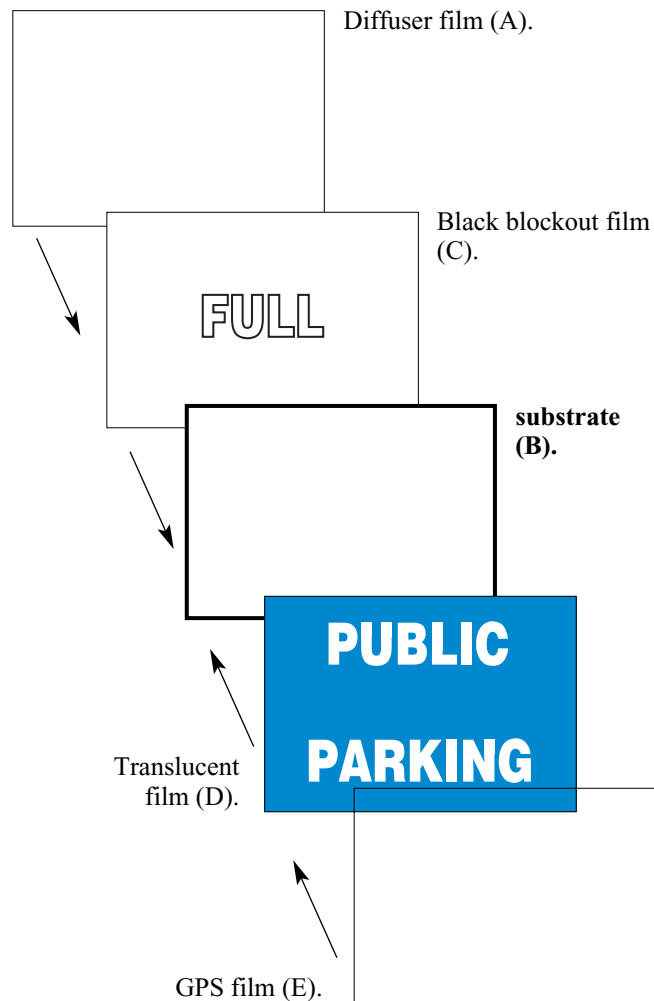 Diffuser film (A).
Black blockout film
(C).
FULL
substrate
(B).
PUBLIC
PARKING
Translucent
film (D).
GPS film (E).